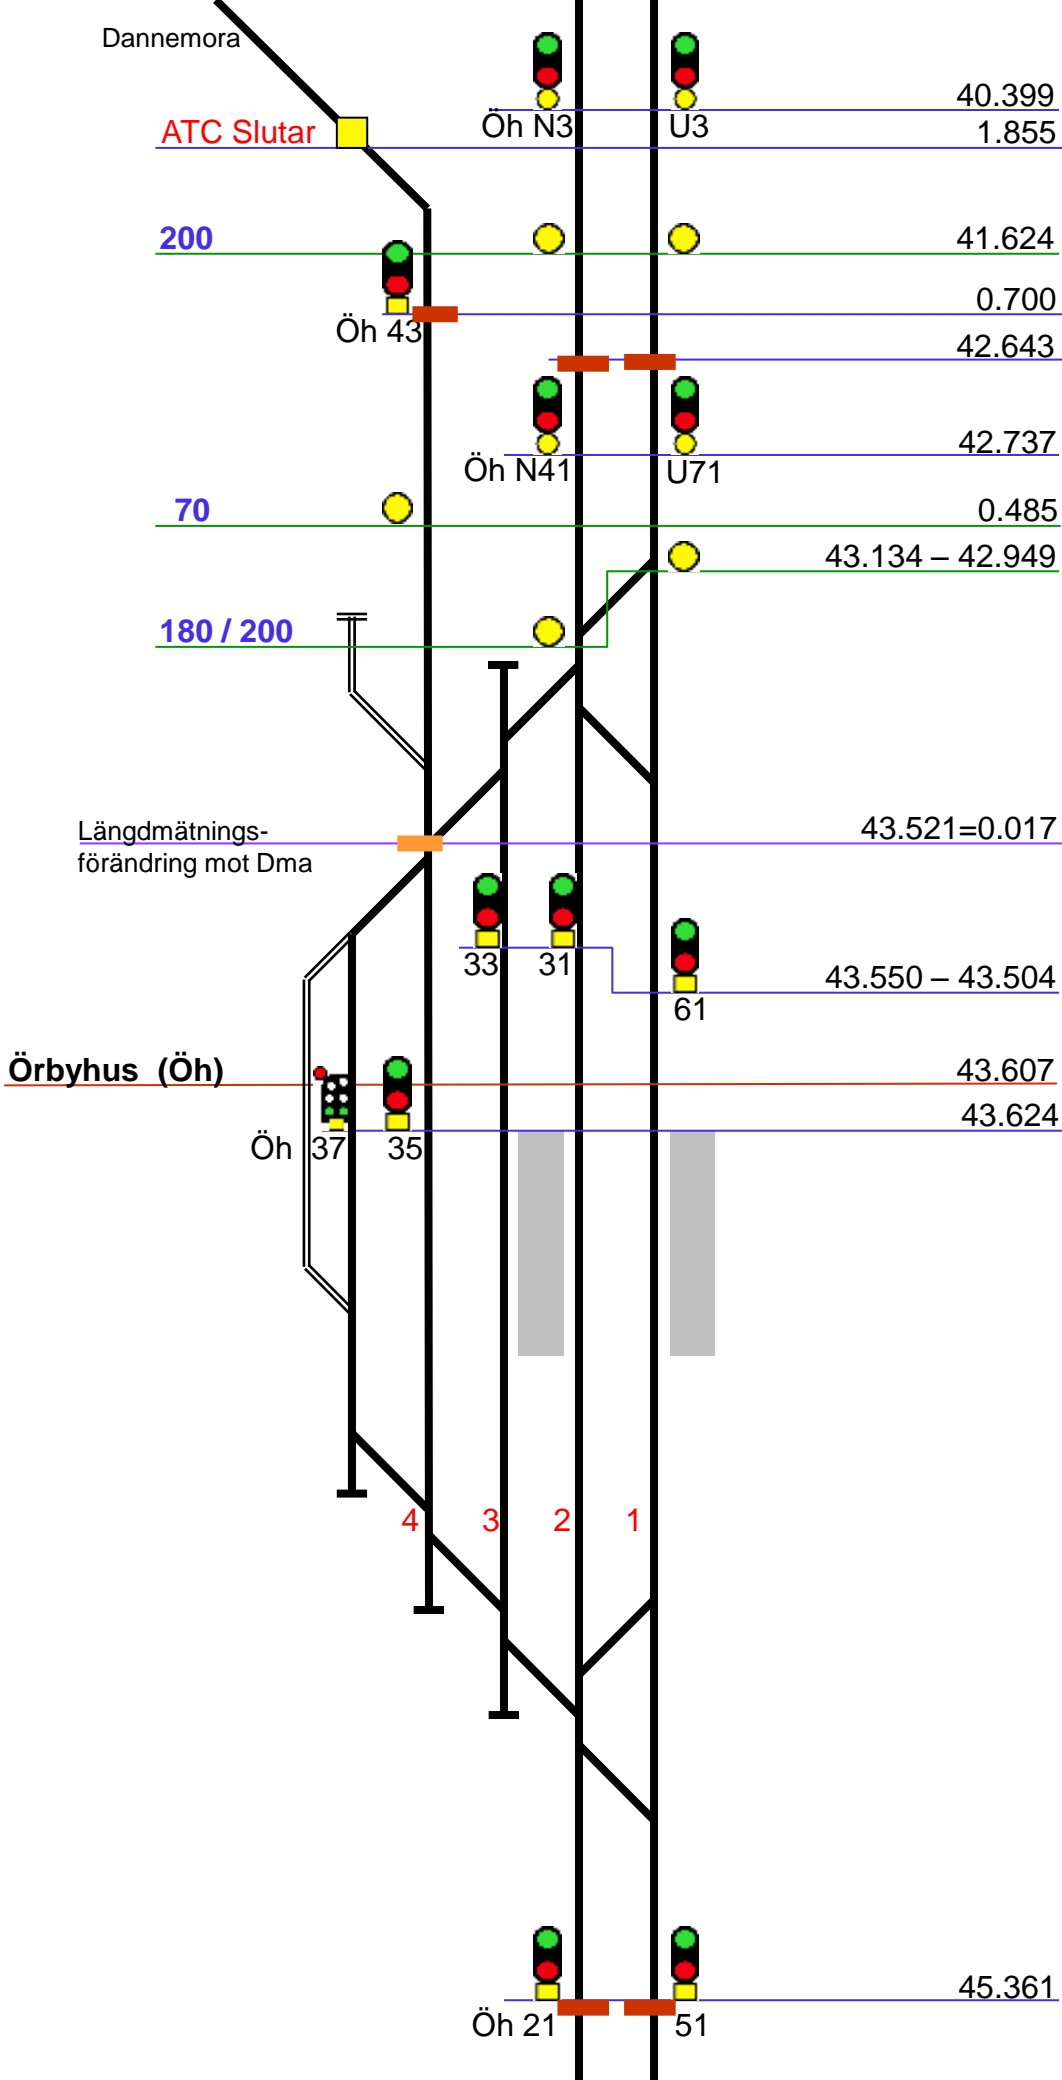 Dannemora
40.399
Öh N3
U3
ATC Slutar
1.855
200
41.624
0.700
Öh 43
42.643
42.737
Öh N41
U71
70
0.485
43.134 – 42.949
180 / 200
Längdmätnings-
förändring mot Dma
43.521=0.017
33
31
43.550 – 43.504
61
Örbyhus (Öh)
43.607
43.624
Öh 37
35
4
3
2
1
45.361
Öh 21
51